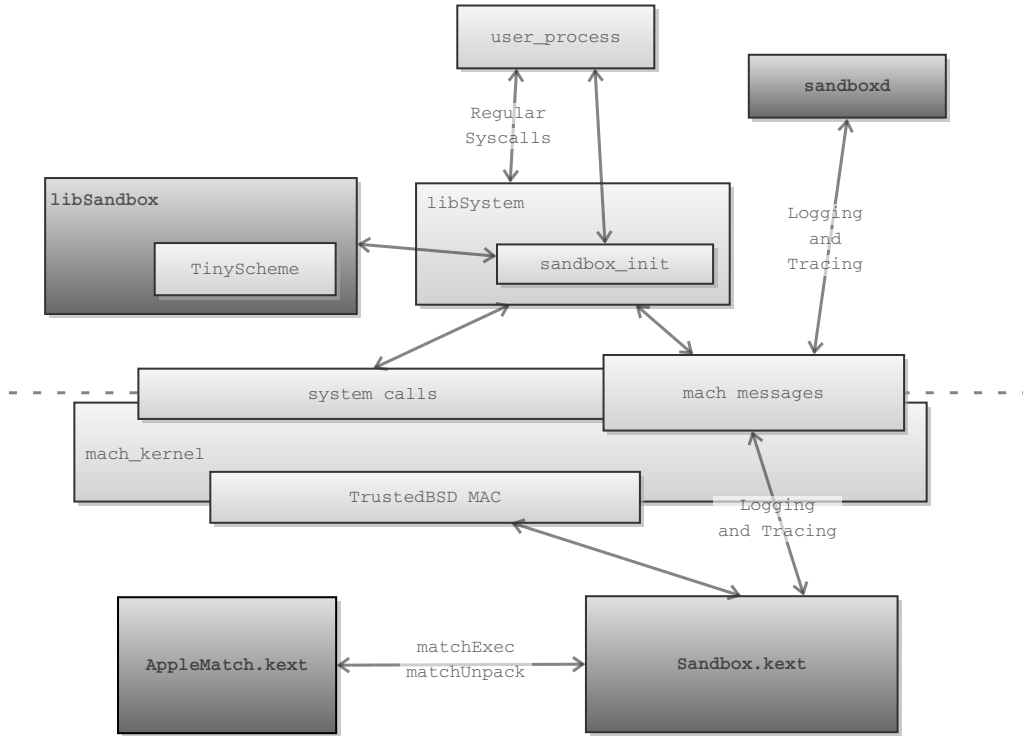 user_process
sandboxd
Regular
Syscalls
libSandbox
libSystem
Logging
and
Tracing
TinyScheme
sandbox_init
system calls
mach messages
mach_kernel
TrustedBSD MAC
Logging
and Tracing
matchExec
matchUnpack
AppleMatch.kext
Sandbox.kext